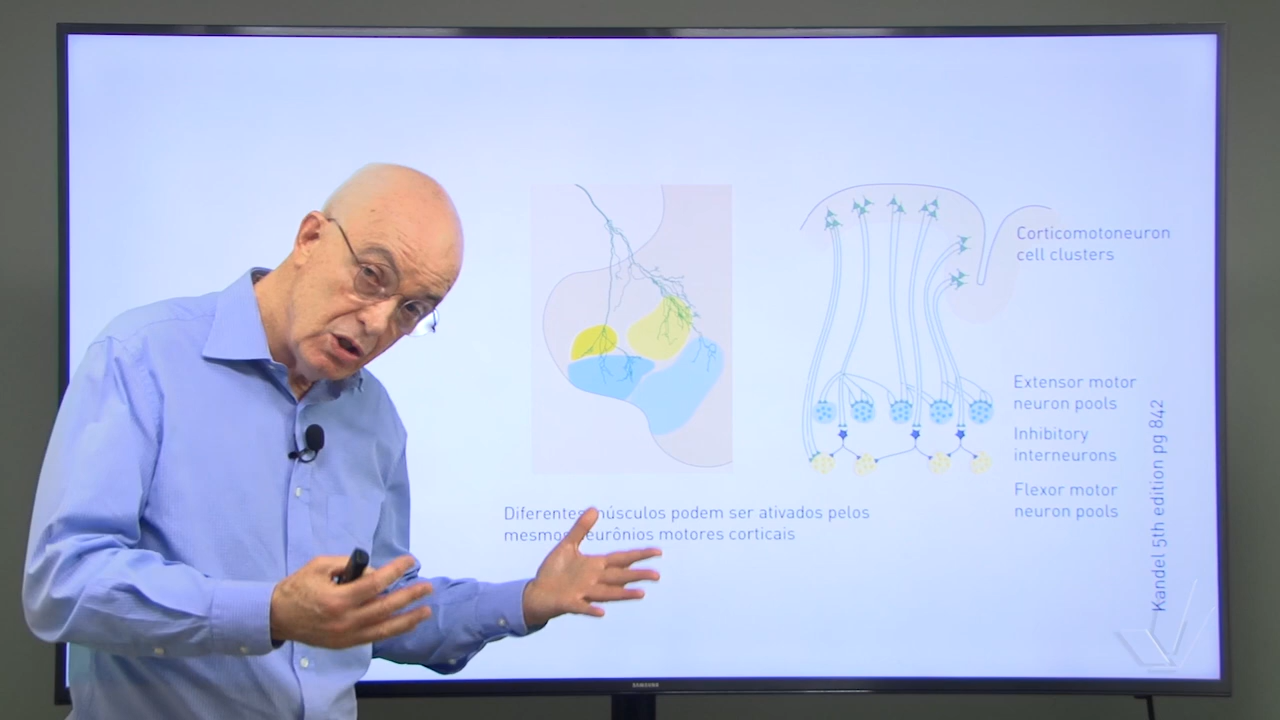 Corticomotoneuron
cell clusters
Extensor motor
neuron pools
Inhibitory
interneurons
Flexor motor
neuron pools
Kandel 5th edition pg 842
Diferentes músculos podem ser ativados pelos
mesmos neurônios motores corticais
SAMSUNG